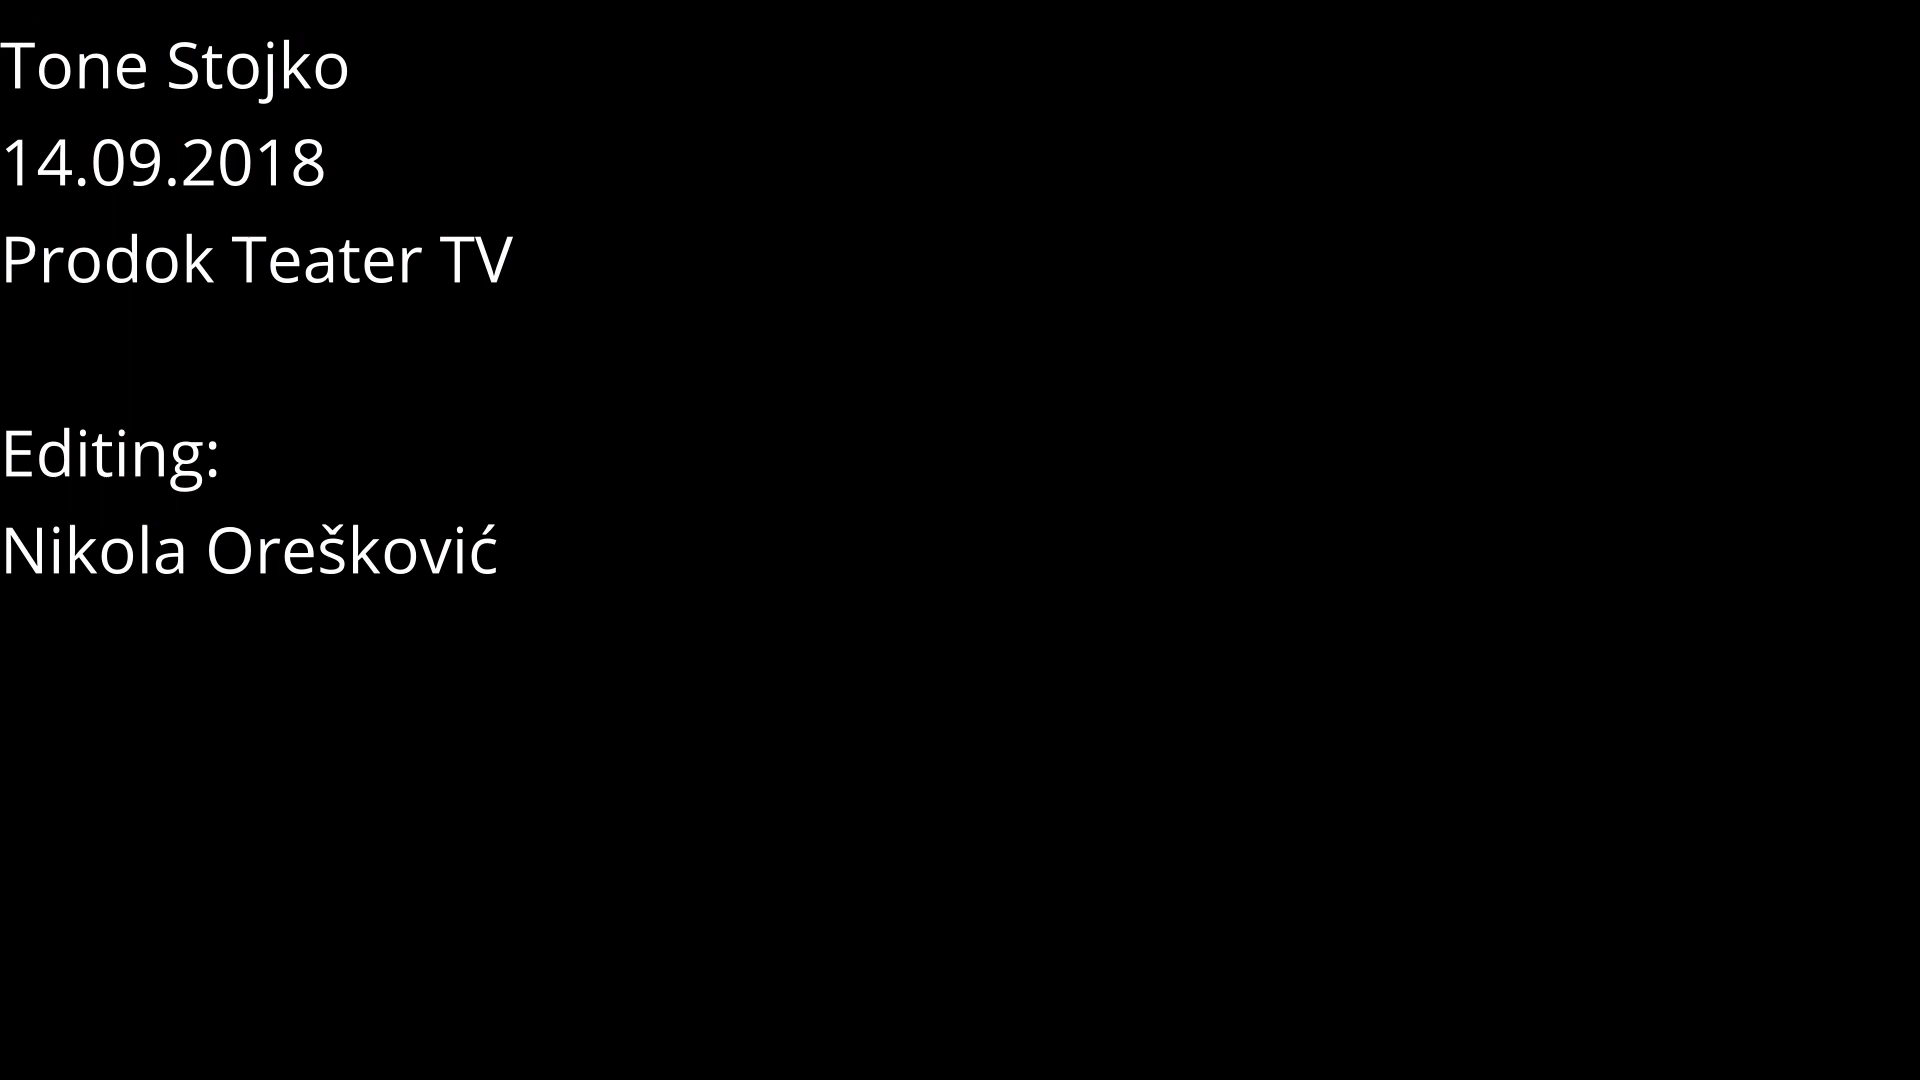 Tone Stojko
14.09.2018
Prodok Teater TV
Editing:
Nikola Orešković